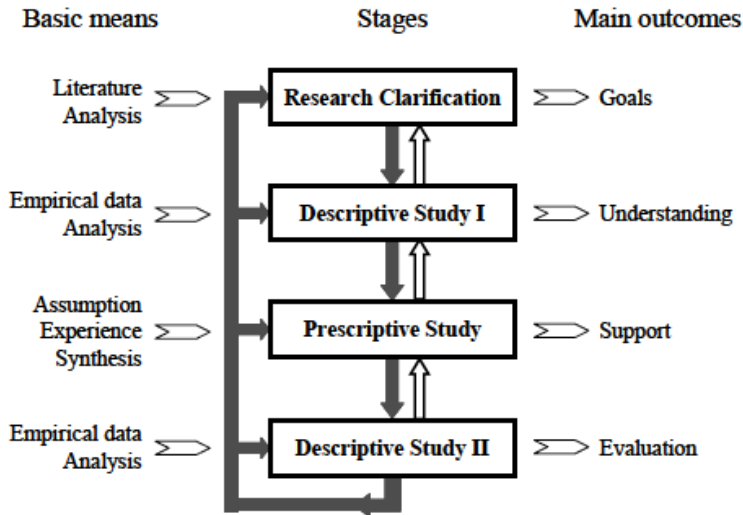 Basic means
Stages
Main outcomes
Literature
Analysis
Research Clarification
Goals
Empirical data
Analysis
Descriptive Study I
Understanding
Assumption
Experience
Synthesis
Prescriptive Study
Support
Empirical data
Analysis
Descriptive Study II
Evaluation